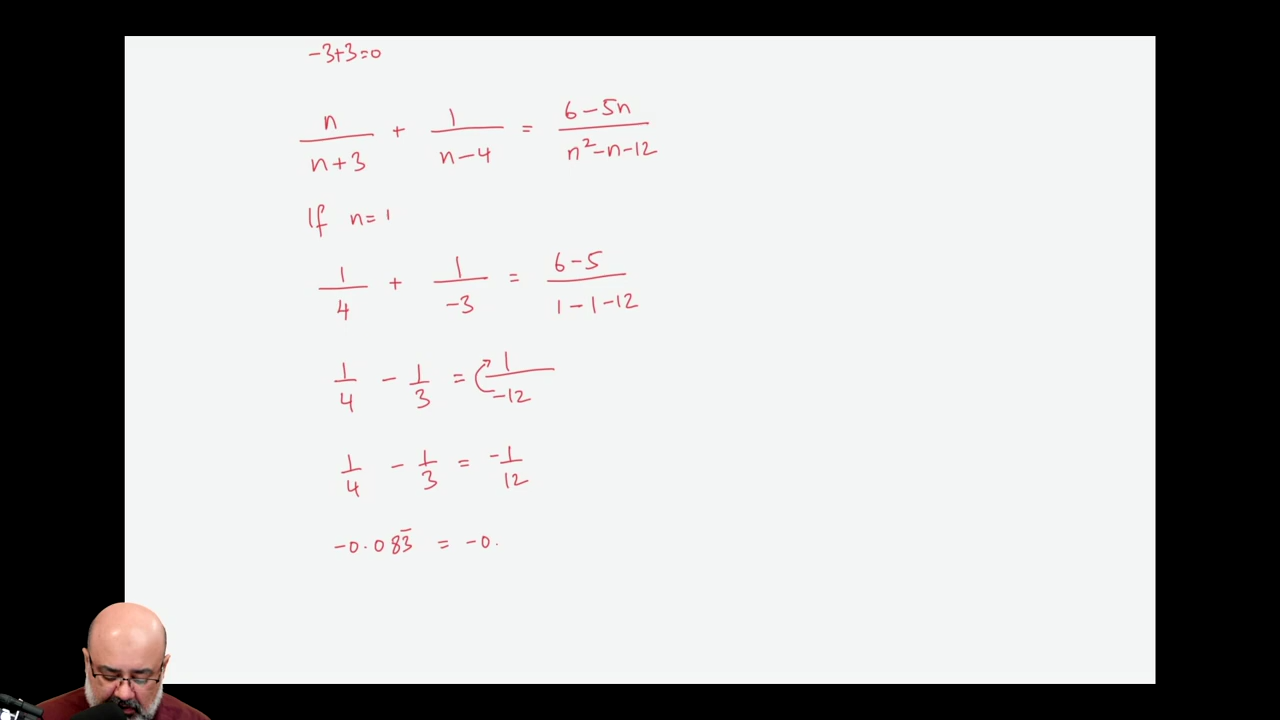 -3+3=0
n/(n+3) + 1/(n-4) = (6-5n)/(n²-n-12)
If n=1
1/4 + 1/-3 = (6-5)/(1-1-12)
1/4 - 1/3 = 1/-12
1/4 - 1/3 = -1/12
-0.083̅ = -0.